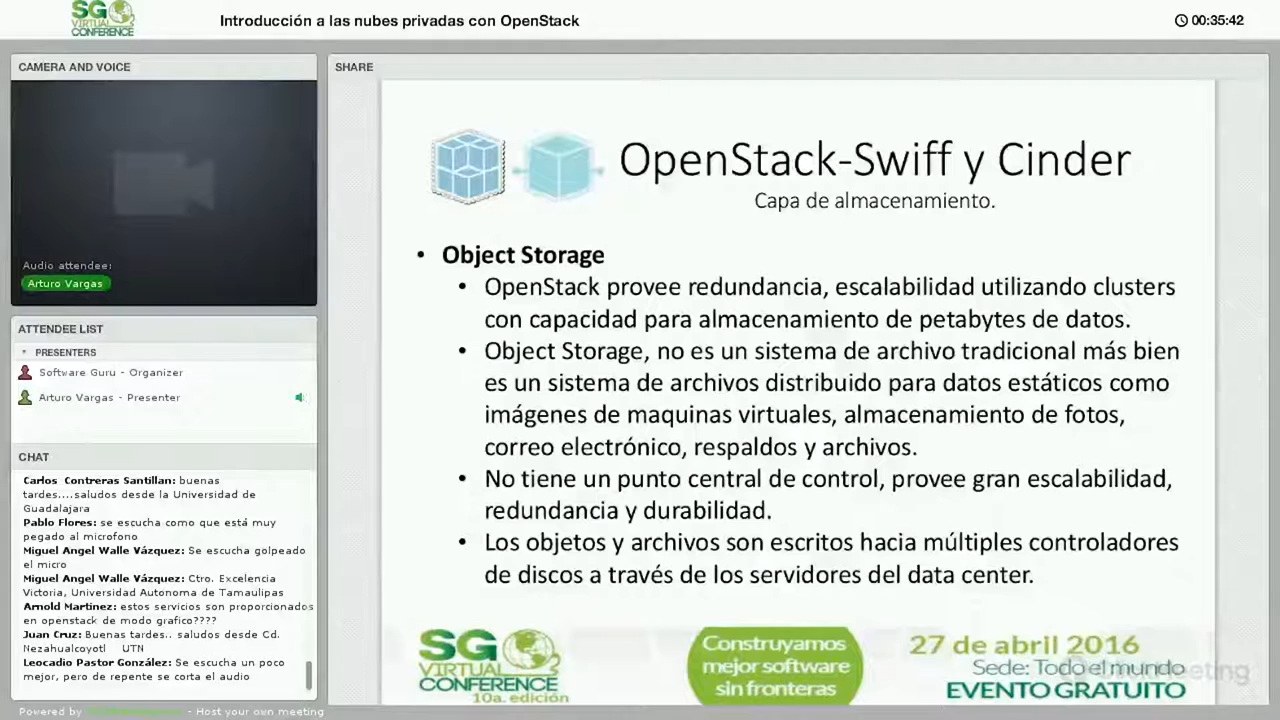 SG
VIRTUAL
CONFERENCE
Introducción a las nubes privadas con OpenStack
00:35:42
CAMERA AND VOICE
Audio attendee:
Arturo Vargas
ATTENDEE LIST
PRESENTERS
Software Guru - Organizer
Arturo Vargas - Presenter
CHAT
Carlos Contreras Santillan: buenas
tardes....saludos desde la Universidad de
Guadalajara
Pablo Flores: se escucha como que está muy
pegado al microfono
Miguel Angel Walle Vázquez: Se escucha golpeado
el micro
Miguel Angel Walle Vázquez: Ctro. Excelencia
Victoria, Universidad Autonoma de Tamaulipas
Arnold Martinez: estos servicios son proporcionados
en openstack de modo grafico????
Juan Cruz: Buenas tardes.. saludos desde Cd.
Nezahualcoyotl UTN
Leocadio Pastor González: Se escucha un poco
mejor, pero de repente se corta el audio
Powered by - Host your own meeting
SHARE
OpenStack-Swiff y Cinder
Capa de almacenamiento.
• Object Storage
• OpenStack provee redundancia, escalabilidad utilizando clusters
con capacidad para almacenamiento de petabytes de datos.
• Object Storage, no es un sistema de archivo tradicional más bien
es un sistema de archivos distribuido para datos estáticos como
imágenes de maquinas virtuales, almacenamiento de fotos,
correo electrónico, respaldos y archivos.
• No tiene un punto central de control, provee gran escalabilidad,
redundancia y durabilidad.
• Los objetos y archivos son escritos hacia múltiples controladores
de discos a través de los servidores del data center.
SG
VIRTUAL
CONFERENCE
10a. edición
Construyamos
mejor software
sin fronteras
27 de abril 2016
Sede: Todo el mundo
EVENTO GRATUITO